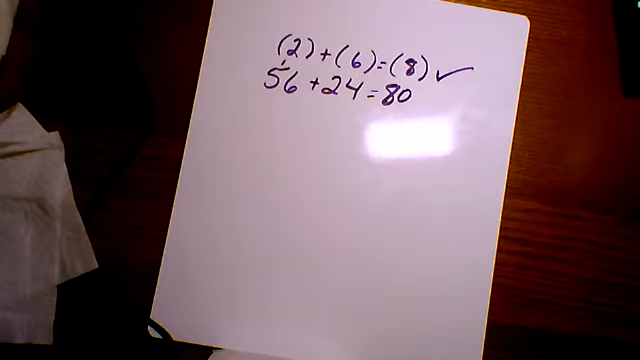 (2) + (6) = (8) ✓
56 + 24 = 80